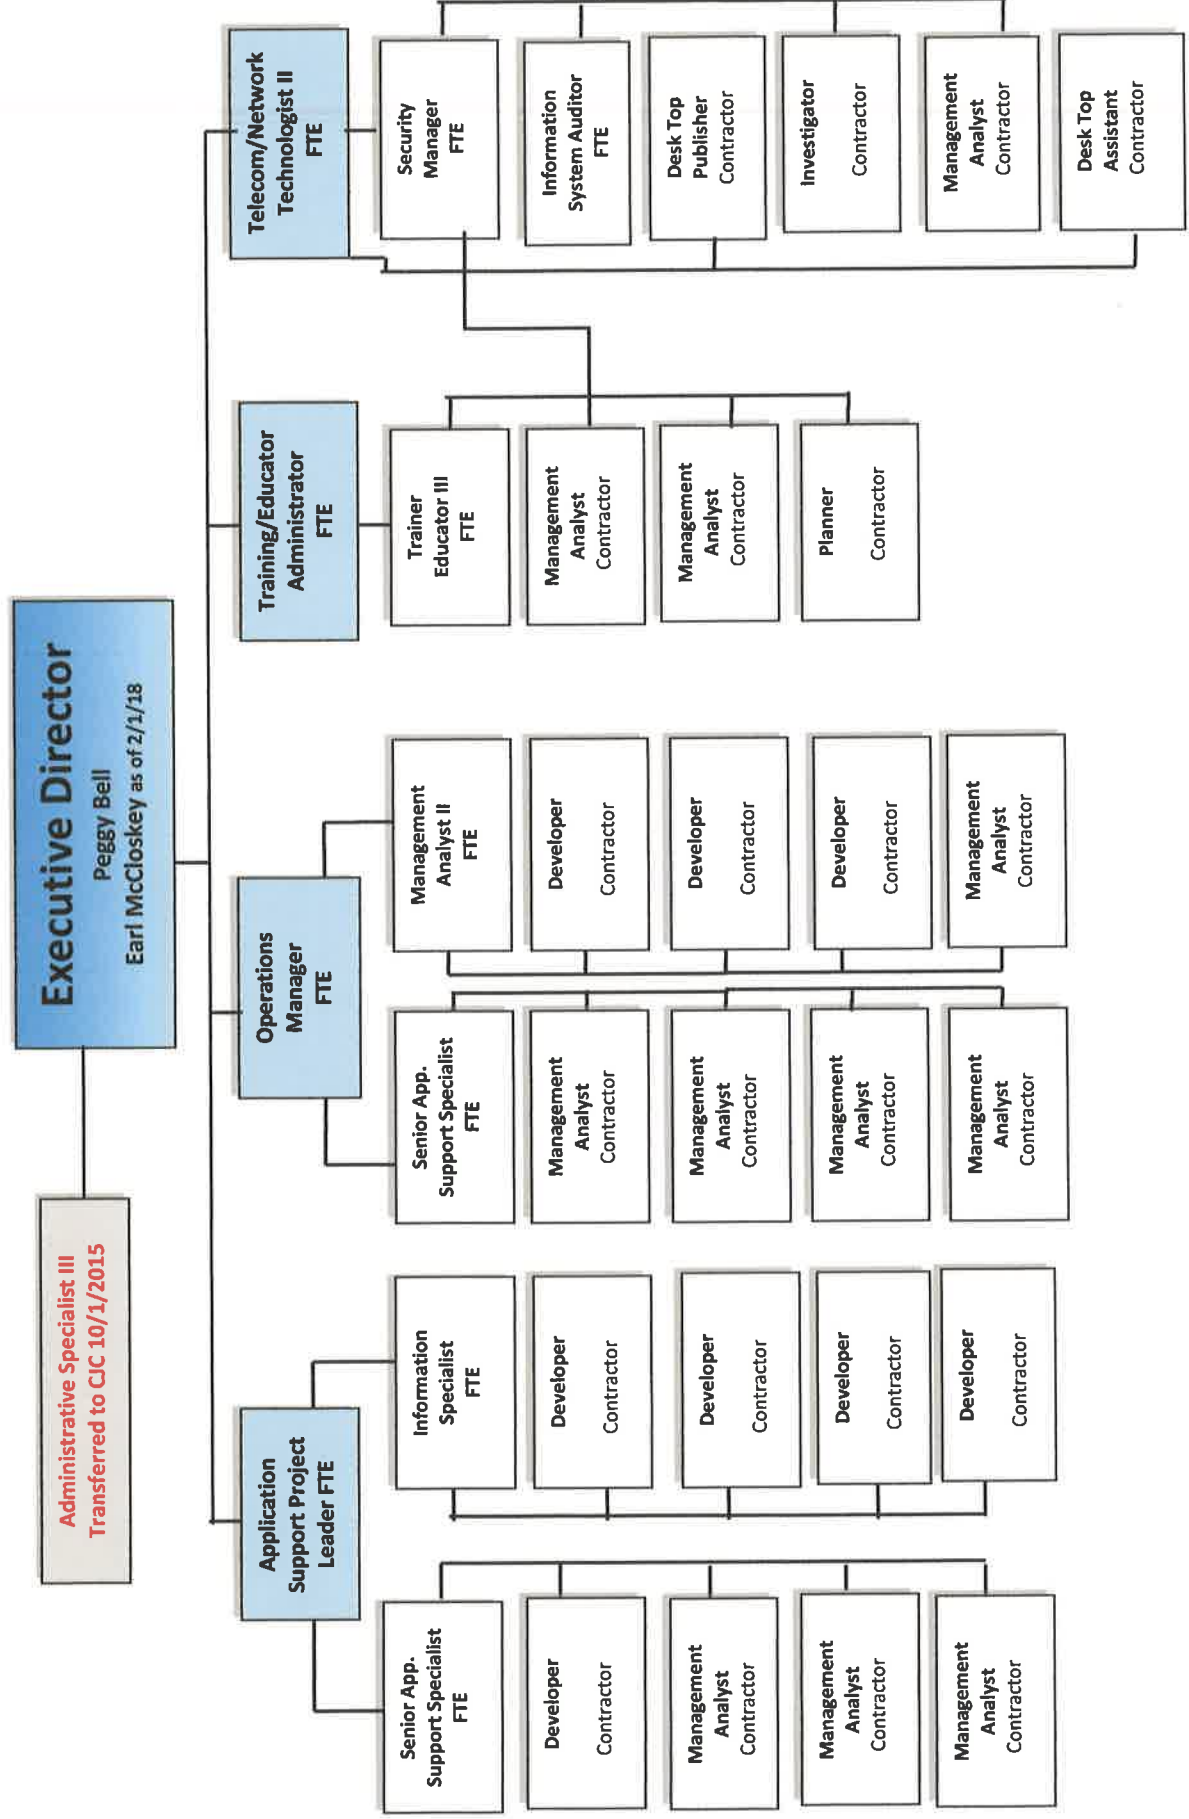 Administrative Specialist III
Transferred to CJC 10/1/2015
Executive Director
Peggy Bell
Earl McCloskey as of 2/1/18
Application
Support Project
Leader FTE
Operations
Manager
FTE
Training/Educator
Administrator
FTE
Telecom/Network
Technologist II
FTE
Senior App.
Support Specialist
FTE
Developer
Contractor
Management
Analyst
Contractor
Management
Analyst
Contractor
Management
Analyst
Contractor
Information
Specialist
FTE
Developer
Contractor
Developer
Contractor
Developer
Contractor
Developer
Contractor
Senior App.
Support Specialist
FTE
Management
Analyst
Contractor
Management
Analyst
Contractor
Management
Analyst
Contractor
Management
Analyst
Contractor
Management
Analyst II
FTE
Developer
Contractor
Developer
Contractor
Developer
Contractor
Management
Analyst
Contractor
Trainer
Educator III
FTE
Management
Analyst
Contractor
Management
Analyst
Contractor
Planner
Contractor
Security
Manager
FTE
Information
System Auditor
FTE
Desk Top
Publisher
Contractor
Investigator
Contractor
Management
Analyst
Contractor
Desk Top
Assistant
Contractor